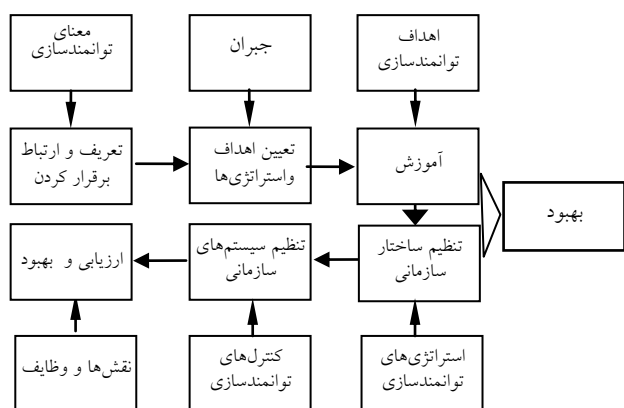 معنای
توانمندسازی
جبران
اهداف
توانمندسازی
تعریف و ارتباط
برقرار کردن
تعیین اهداف
واستراتژی‌ها
آموزش
بهبود
ارزیابی و بهبود
تنظیم سیستم‌های
سازمانی
تنظیم ساختار
سازمانی
نقش‌ها و وظایف
کنترل‌های
توانمندسازی
استراتژی‌های
توانمندسازی